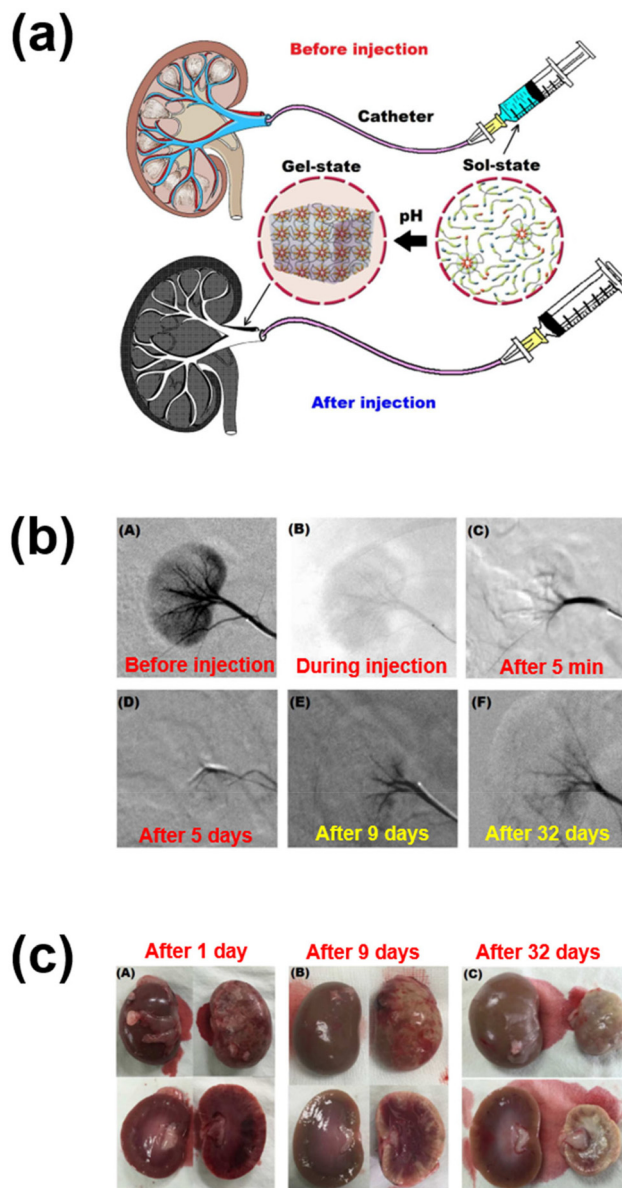 (a)
Before injection
Catheter
Gel-state
Sol-state
pH
After injection
(b)
(A)
(B)
(C)
Before injection
During injection
After 5 min
(D)
(E)
(F)
After 5 days
After 9 days
After 32 days
(c)
After 1 day
After 9 days
After 32 days
(A)
(B)
(C)